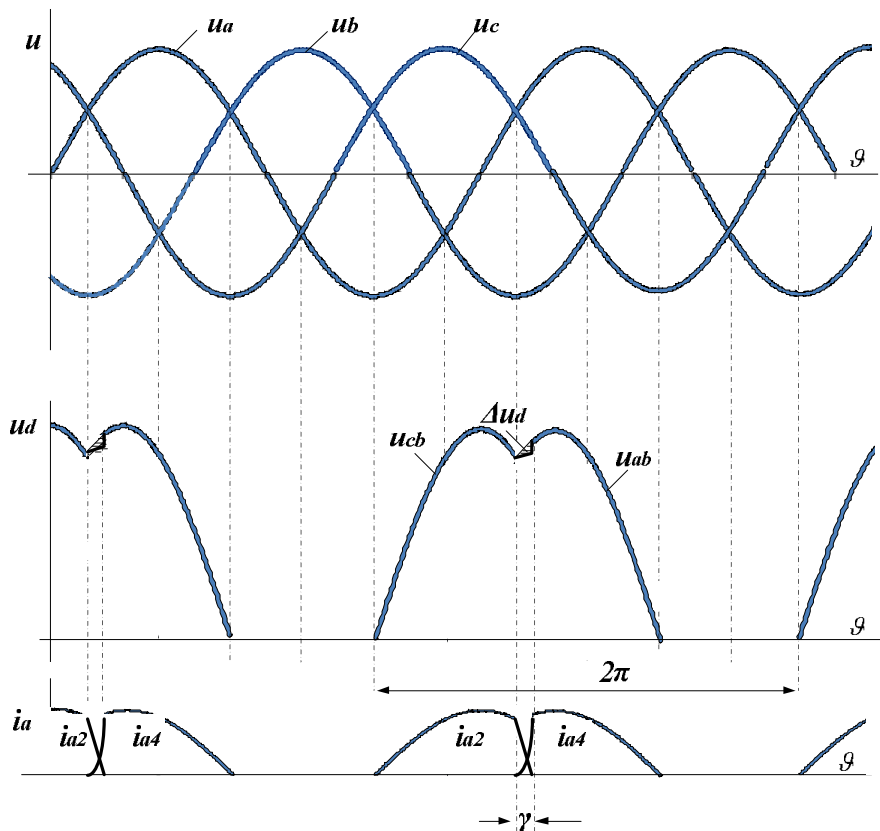 u ua ub uc
ϑ
ud ucb Δud uab
ϑ
2π
ia ia2 ia4 ia2 ia4
ϑ
γ